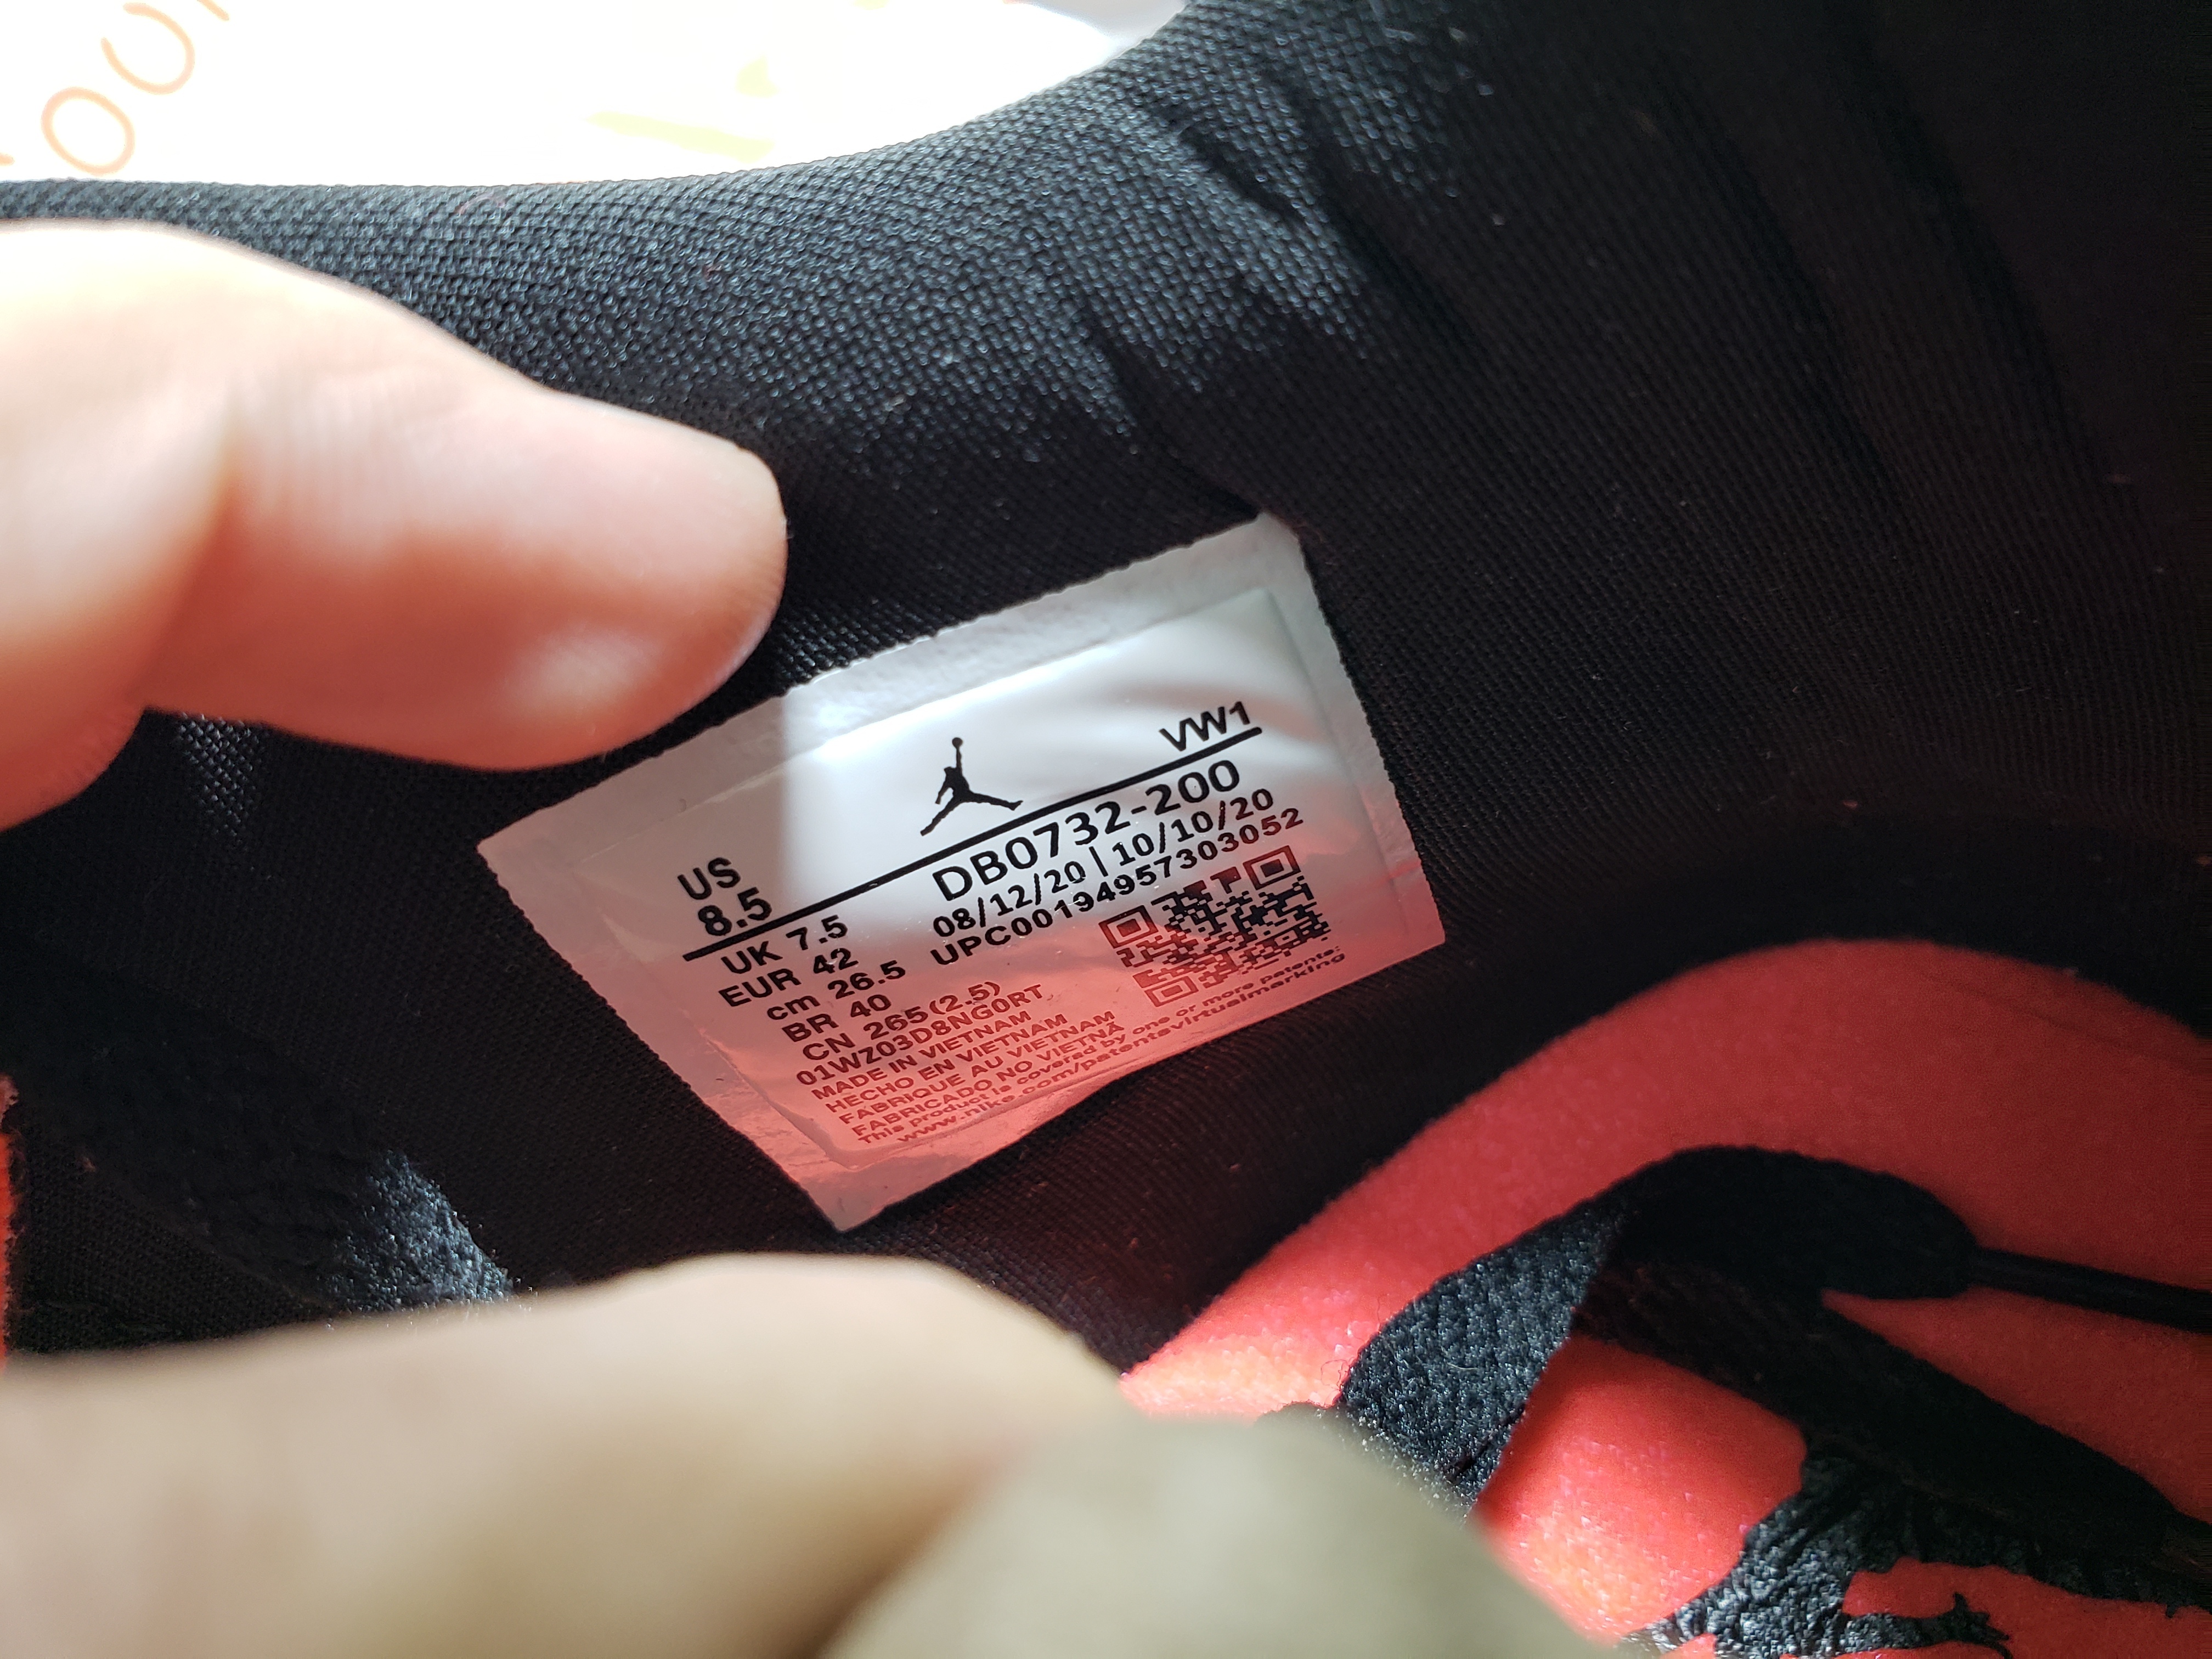 VW1
US
8.5
DB0732-200
08/12/20 | 10/10/20
UPC00194957303052
UK 7.5
EUR 42
cm 26.5
BR 40
CN 265(2.5)
01WZ03D8NG0RT
MADE IN VIETNAM
HECHO EN VIETNAM
FABRIQUE AU VIETNAM
FABRICADO NO VIETNÃ
This product is covered by one or more patents:
www.nike.com/patentsvirtualmarking